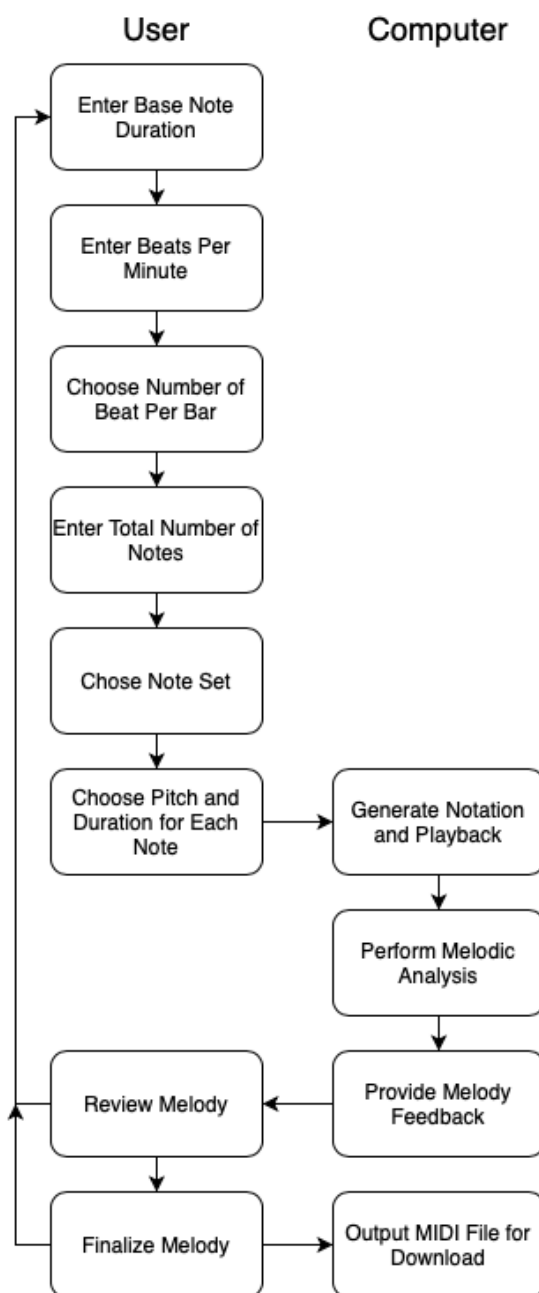 User
Computer
Enter Base Note
Duration
Enter Beats Per
Minute
Choose Number of
Beat Per Bar
Enter Total Number of
Notes
Chose Note Set
Choose Pitch and
Duration for Each
Note
Generate Notation
and Playback
Perform Melodic
Analysis
Provide Melody
Feedback
Review Melody
Finalize Melody
Output MIDI File for
Download